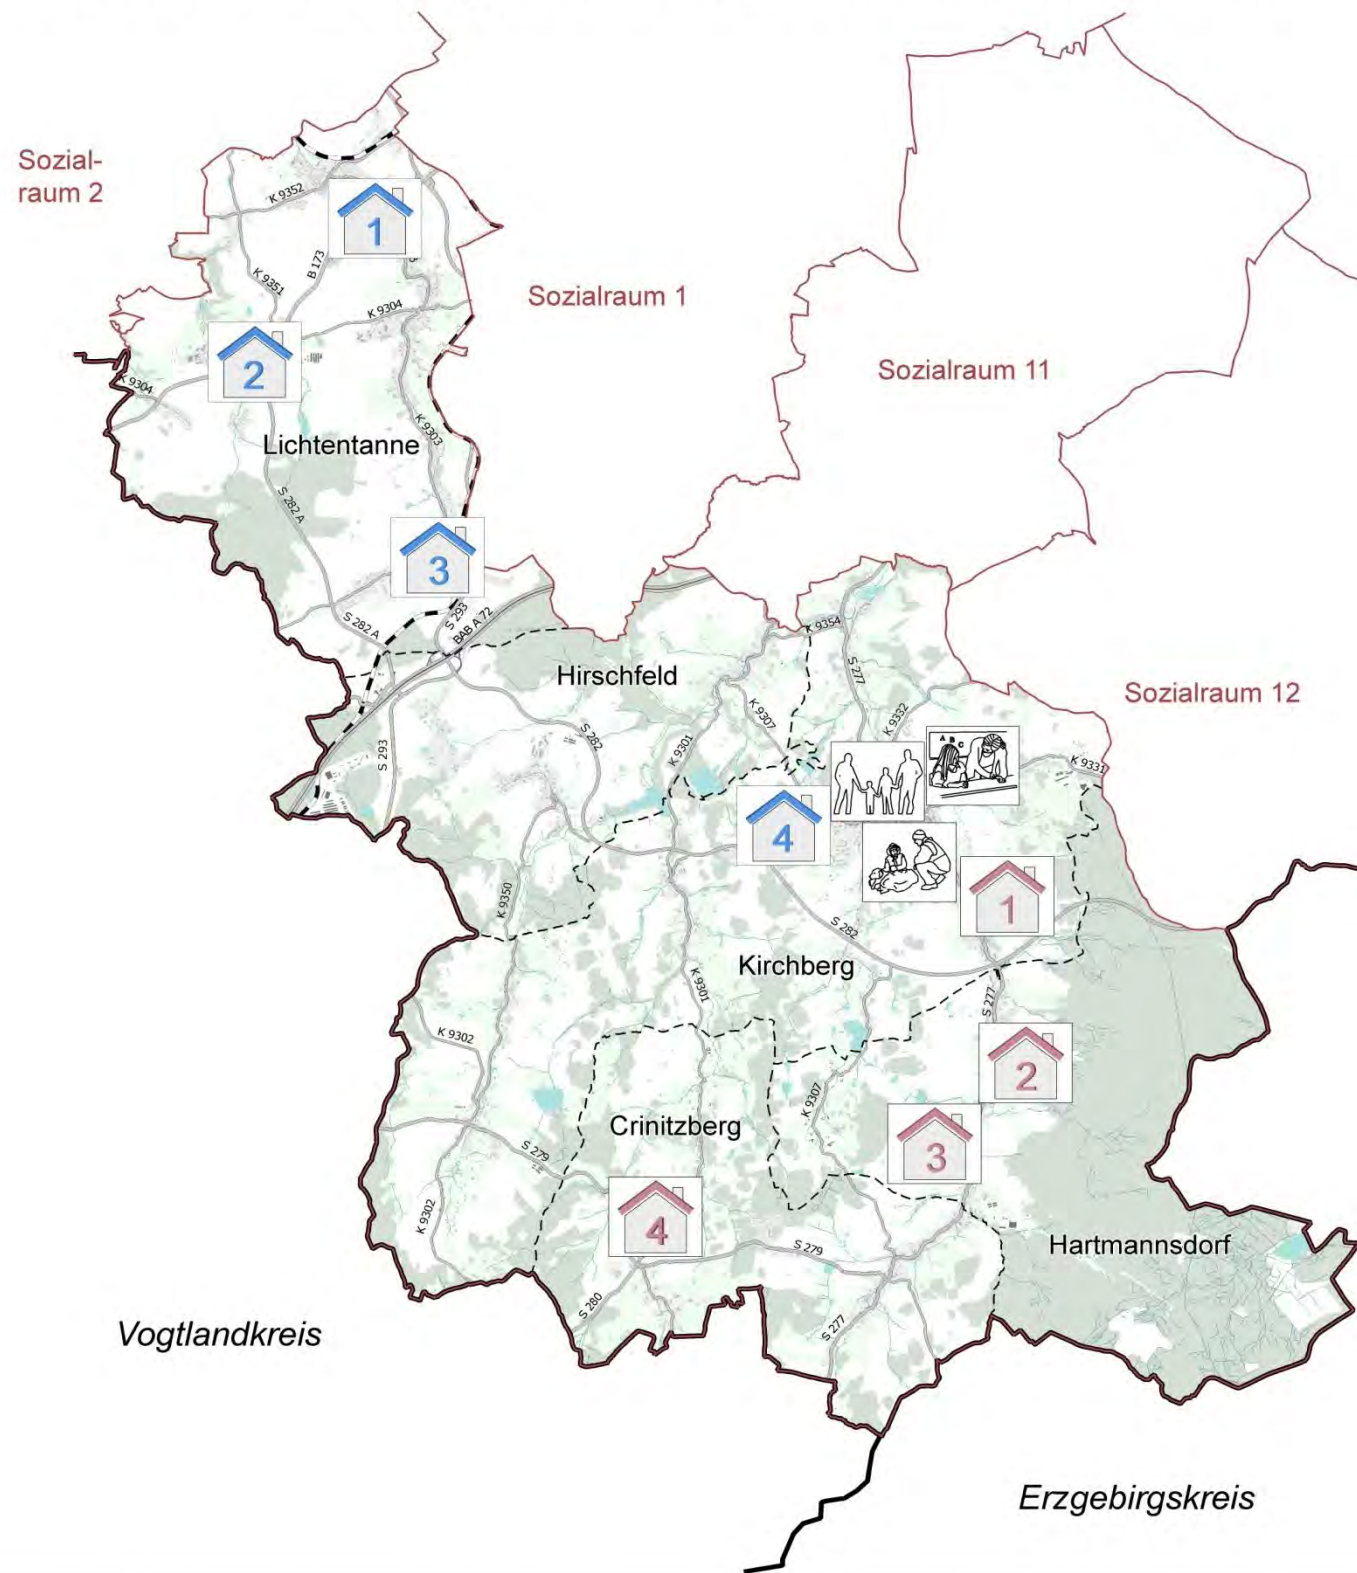 Sozial-
raum 2
K 9352
1
K 9351
B 173
Sozialraum 1
K 9304
2
Sozialraum 11
K 9304
K 9303
Lichtentanne
S 282 A
3
S 293
BAB A 72
S 282 A
K 9354
Hirschfeld
S 277
Sozialraum 12
K 9307
K 9332
S 282
K 9301
S 293
A B C
K 9331
4
K 9350
1
S 282
Kirchberg
K 9301
S 277
K 9302
2
K 9307
Crinitzberg
3
S 279
K 9302
4
S 279
Hartmannsdorf
S 280
S 277
Vogtlandkreis
Erzgebirgskreis